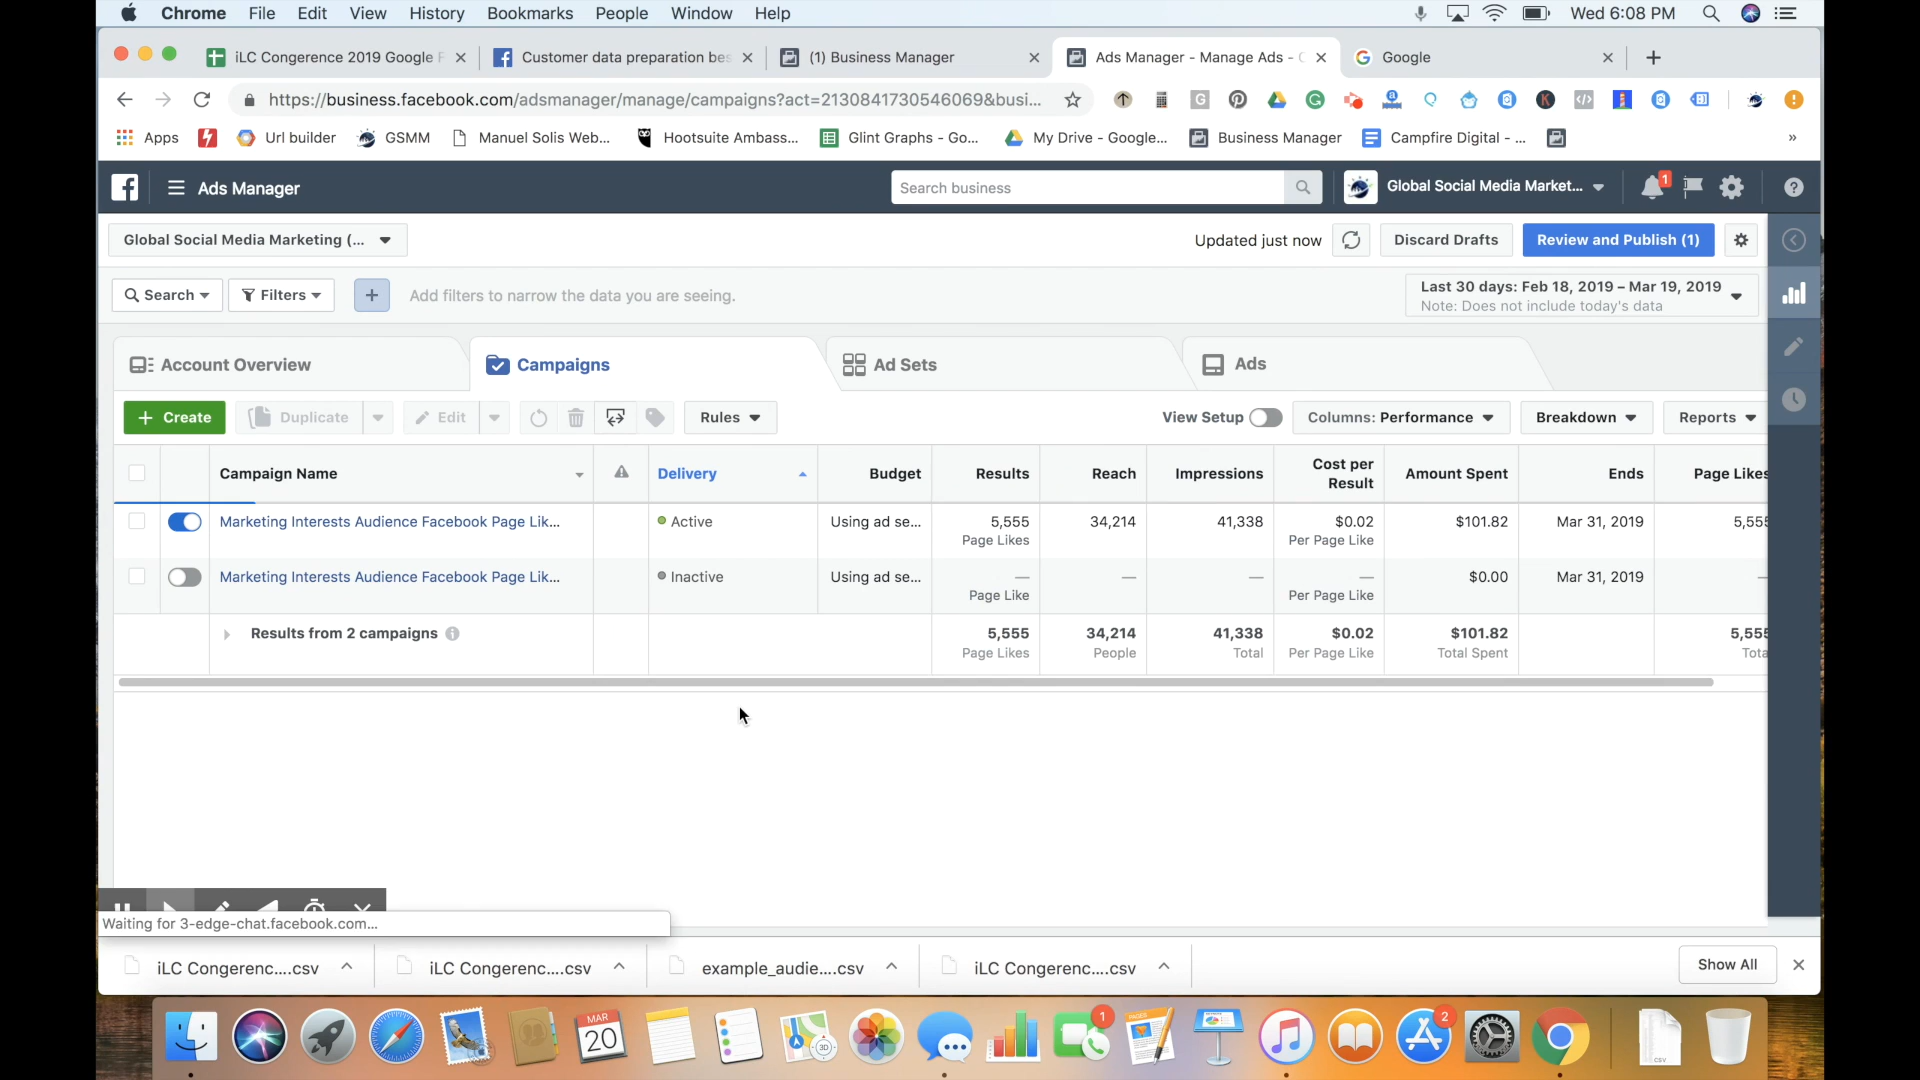 Chrome File Edit View History Bookmarks People Window Help Wed 6:08 PM
iLC Congerence 2019 Google F Customer data preparation bes (1) Business Manager Ads Manager - Manage Ads - C Google
https://business.facebook.com/adsmanager/manage/campaigns?act=2130841730546069&busi...
Apps Url builder GSMM Manuel Solis Web... Hootsuite Ambass... Glint Graphs - Go... My Drive - Google... Business Manager Campfire Digital - ... »
Ads Manager Search business Global Social Media Market... 1
Global Social Media Marketing (... Updated just now Discard Drafts Review and Publish (1)
Search Filters + Add filters to narrow the data you are seeing. Last 30 days: Feb 18, 2019 – Mar 19, 2019
Note: Does not include today's data
Account Overview Campaigns Ad Sets Ads
+ Create Duplicate Edit Rules View Setup Columns: Performance Breakdown Reports
Campaign Name Delivery Budget Results Reach Impressions Cost per Result Amount Spent Ends Page Likes
Marketing Interests Audience Facebook Page Lik... Active Using ad se... 5,555 34,214 41,338 $0.02 $101.82 Mar 31, 2019 5,555
Page Likes Per Page Like
Marketing Interests Audience Facebook Page Lik... Inactive Using ad se... — — — — $0.00 Mar 31, 2019 —
Page Like Per Page Like
Results from 2 campaigns 5,555 34,214 41,338 $0.02 $101.82 5,555
Page Likes People Total Per Page Like Total Spent Tota
Waiting for 3-edge-chat.facebook.com...
iLC Congerenc....csv iLC Congerenc....csv example_audie....csv iLC Congerenc....csv Show All
MAR
20
3D
1
PAGES
2
CSV